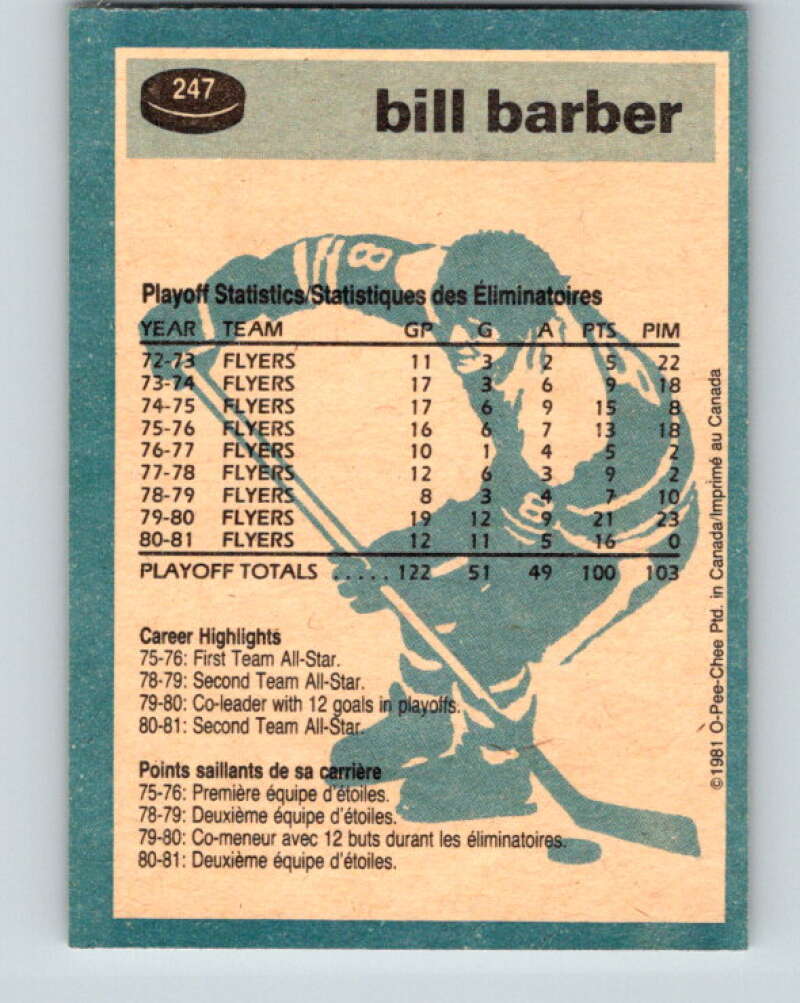 247
bill barber
8
Playoff Statistics/Statistiques des Éliminatoires
YEAR TEAM GP G A PTS PIM
72-73 FLYERS 11 3 2 5 22
73-74 FLYERS 17 3 6 9 18
74-75 FLYERS 17 6 9 15 8
75-76 FLYERS 16 6 7 13 18
76-77 FLYERS 10 1 4 5 2
77-78 FLYERS 12 6 3 9 2
78-79 FLYERS 8 3 4 7 10
79-80 FLYERS 19 12 9 21 23
80-81 FLYERS 12 11 5 16 0
PLAYOFF TOTALS ..... 122 51 49 100 103
Career Highlights
75-76: First Team All-Star.
78-79: Second Team All-Star.
79-80: Co-leader with 12 goals in playoffs.
80-81: Second Team All-Star.
Points saillants de sa carrière
75-76: Première équipe d'étoiles.
78-79: Deuxième équipe d'étoiles.
79-80: Co-meneur avec 12 buts durant les éliminatoires.
80-81: Deuxième équipe d'étoiles.
©1981 O-Pee-Chee Ptd. in Canada/Imprimé au Canada